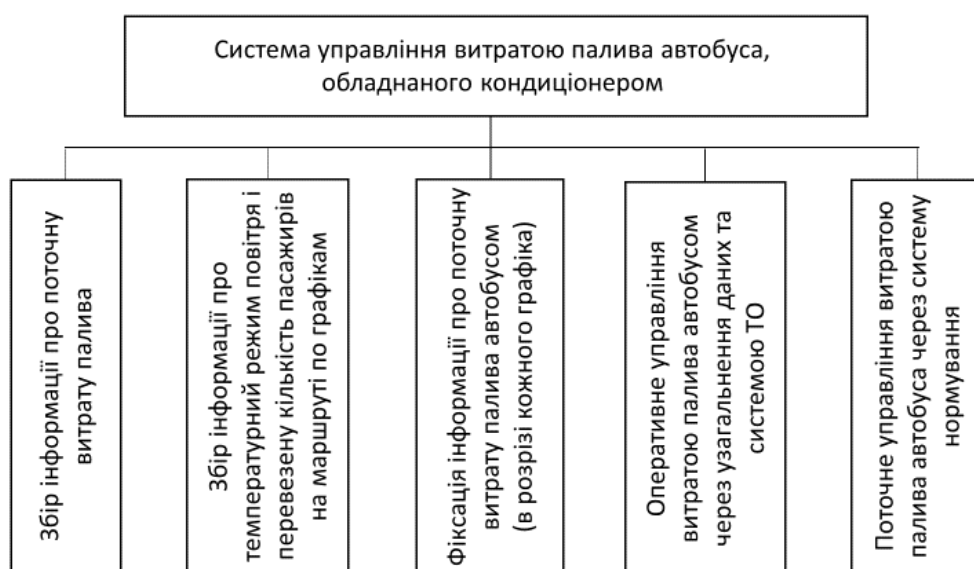 Система управління витратою палива автобуса,
обладнаного кондиціонером
Збір інформації про поточну
витрату палива
Збір інформації про
температурний режим повітря і
перевезену кількість пасажирів
на маршруті по графікам
Фіксація інформації про поточну
витрату палива автобусом
(в розрізі кожного графіка)
Оперативне управління
витратою палива автобусом
через узагальнення даних та
системою ТО
Поточне управління витратою
палива автобуса через систему
нормування